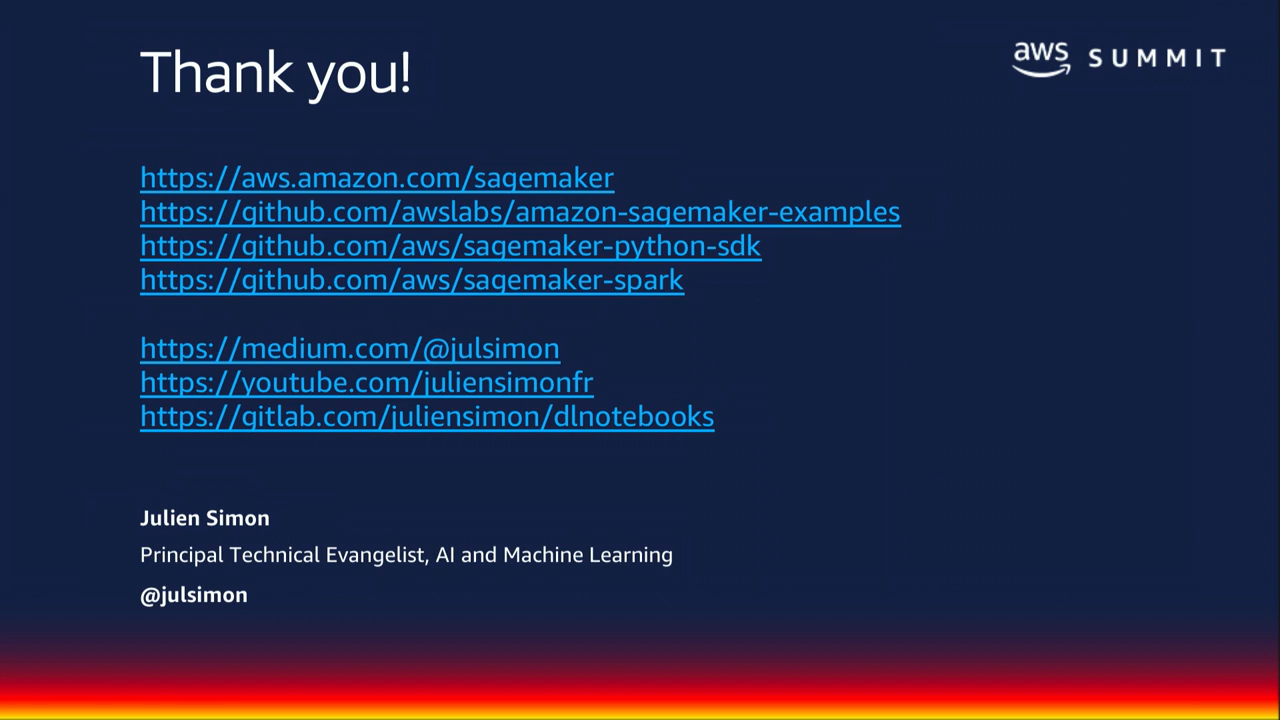 Thank you!
aws SUMMIT
https://aws.amazon.com/sagemaker
https://github.com/awslabs/amazon-sagemaker-examples
https://github.com/aws/sagemaker-python-sdk
https://github.com/aws/sagemaker-spark
https://medium.com/@julsimon
https://youtube.com/juliensimonfr
https://gitlab.com/juliensimon/dlnotebooks
Julien Simon
Principal Technical Evangelist, AI and Machine Learning
@julsimon